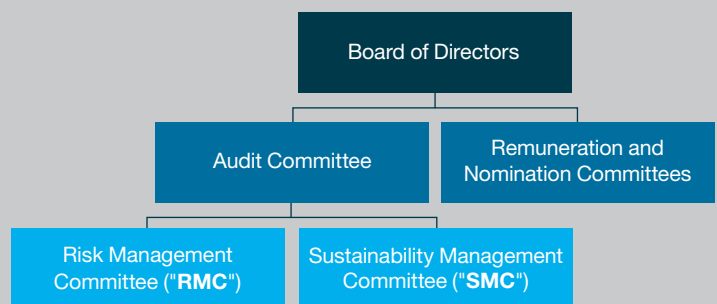 Board of Directors
Audit Committee
Remuneration and
Nomination Committees
Risk Management
Committee ("RMC")
Sustainability Management
Committee ("SMC")